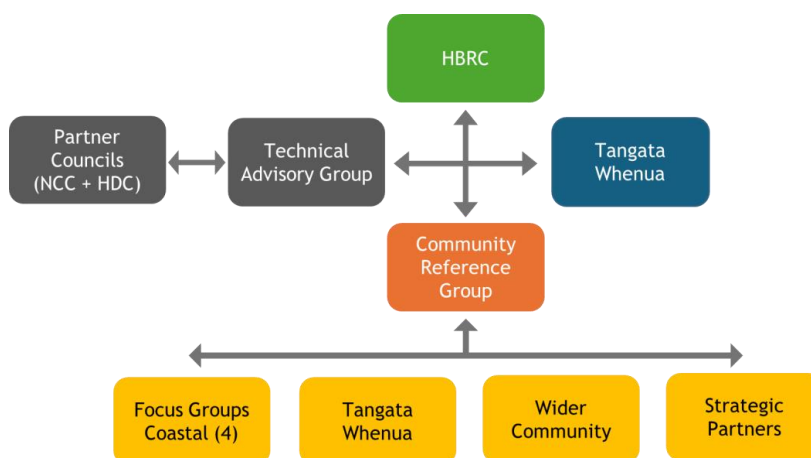 HBRC
Partner
Councils
(NCC + HDC)
Technical
Advisory Group
Tangata
Whenua
Community
Reference
Group
Focus Groups
Coastal (4)
Tangata
Whenua
Wider
Community
Strategic
Partners